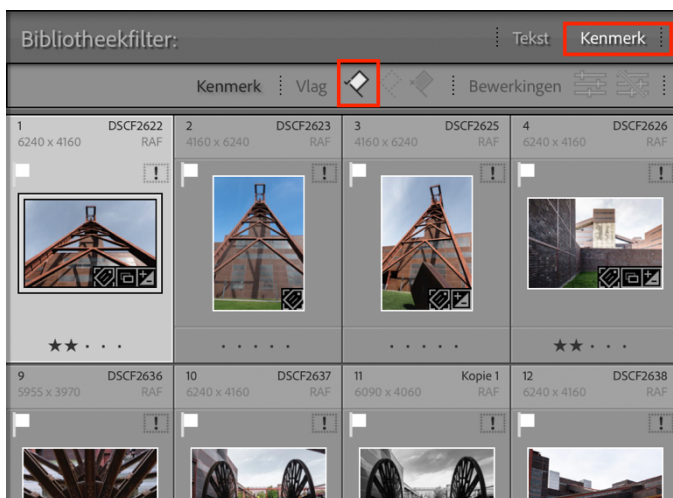 Bibliotheekfilter: Tekst Kenmerk
Kenmerk Vlag Bewerkingen
1 DSCF2622 2 DSCF2623 3 DSCF2625 4 DSCF2626
6240 x 4160 RAF 4160 x 6240 RAF 4160 x 6240 RAF 6240 x 4160 RAF
9 DSCF2636 10 DSCF2637 11 Kopie 1 12 DSCF2638
5955 x 3970 RAF 6240 x 4160 RAF 6090 x 4060 RAF 6240 x 4160 RAF